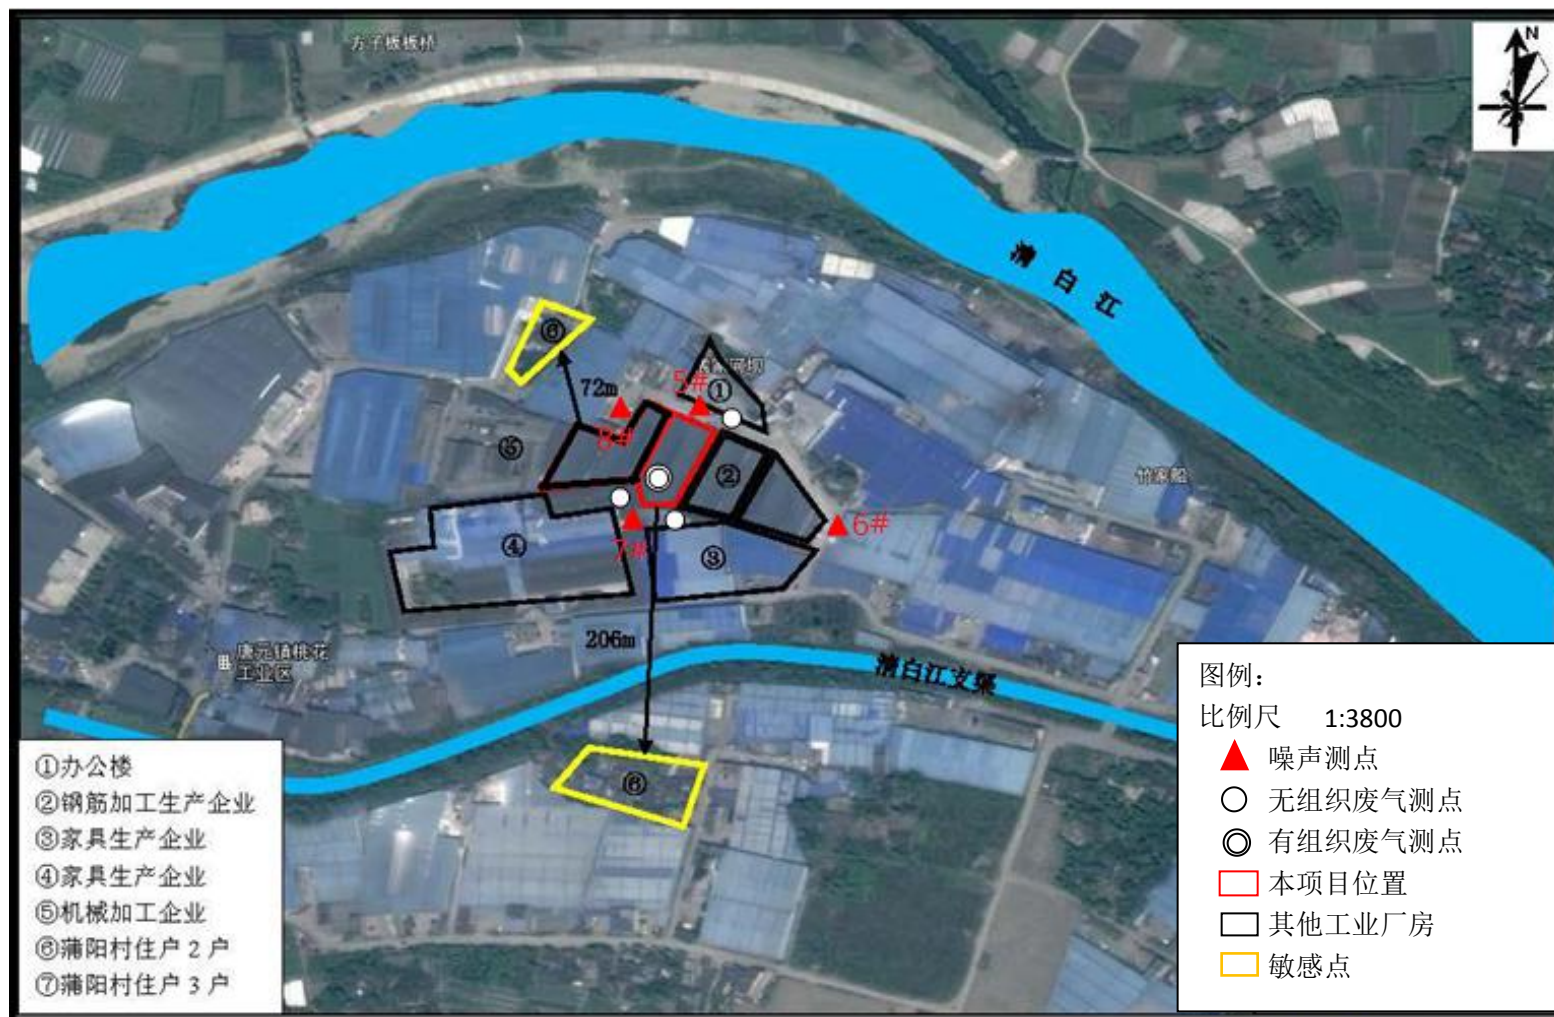 方子板板桥
N
清白江
5#
①
72m
8#
⑥
⑤
②
竹家船
6#
④
7#
③
206m
唐元镇桃花
工业区
清白江支渠
⑥
①办公楼
②钢筋加工生产企业
③家具生产企业
④家具生产企业
⑤机械加工企业
⑥蒲阳村住户 2 户
⑦蒲阳村住户 3 户
图例：
比例尺 1:3800
噪声测点
无组织废气测点
有组织废气测点
本项目位置
其他工业厂房
敏感点